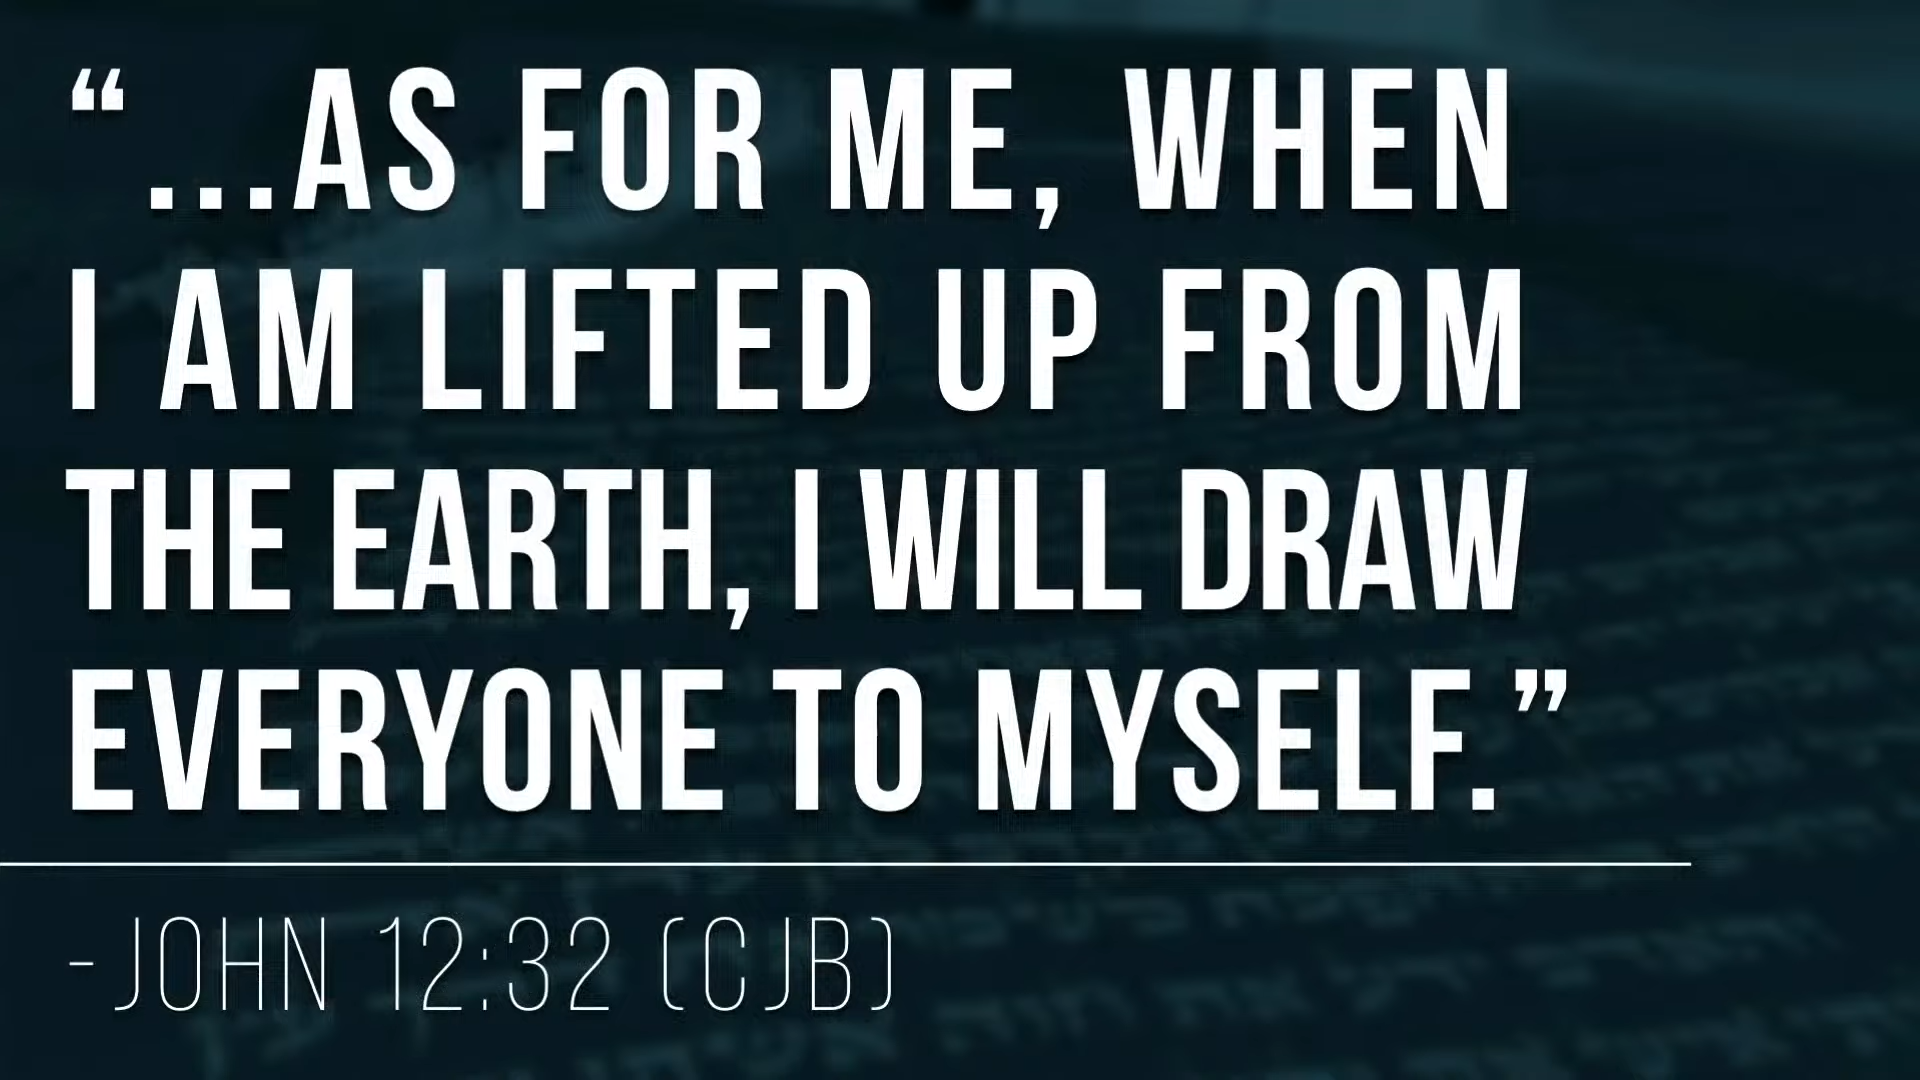 “...AS FOR ME, WHEN
I AM LIFTED UP FROM
THE EARTH, I WILL DRAW
EVERYONE TO MYSELF.”
-JOHN 12:32 (CJB)